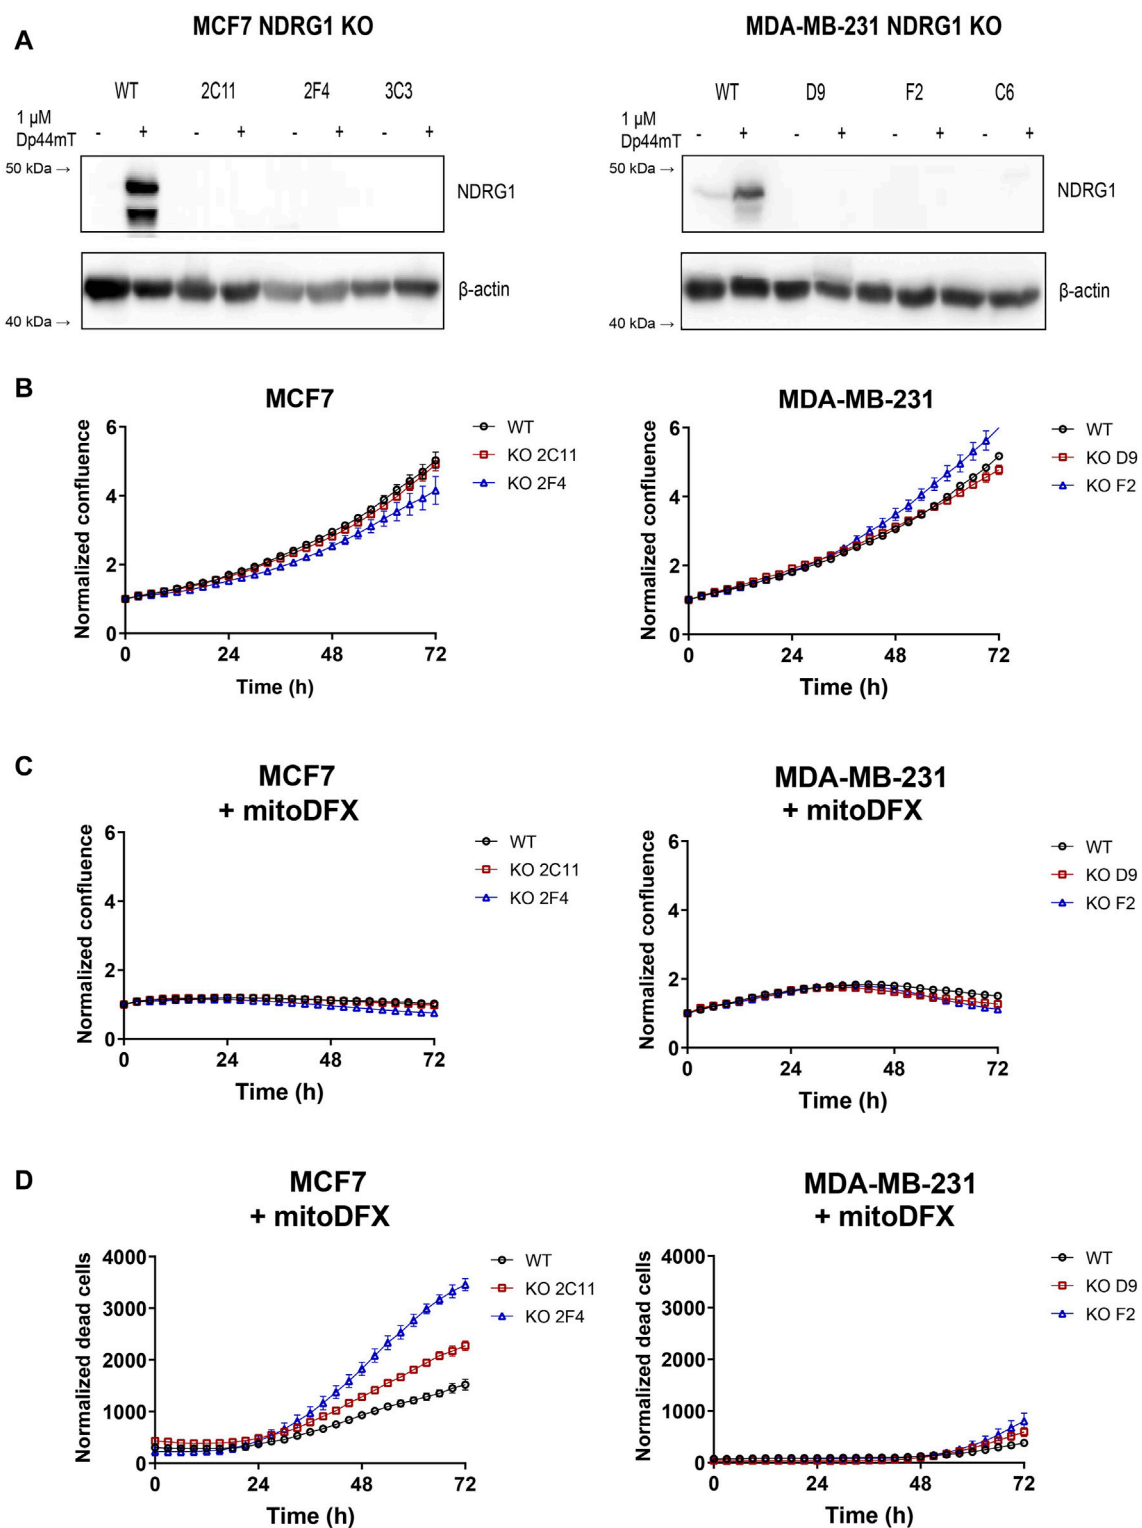 A
MCF7 NDRG1 KO
MDA-MB-231 NDRG1 KO
WT 2C11 2F4 3C3
1 µM
Dp44mT - + - + - + - +
50 kDa →
NDRG1
β-actin
40 kDa →
WT D9 F2 C6
1 µM
Dp44mT - + - + - + - +
50 kDa →
NDRG1
β-actin
40 kDa →
B
MCF7
Normalized confluence
6
4
2
0
0 24 48 72
Time (h)
WT
KO 2C11
KO 2F4
MDA-MB-231
Normalized confluence
6
4
2
0
0 24 48 72
Time (h)
WT
KO D9
KO F2
C
MCF7
+ mitoDFX
Normalized confluence
6
4
2
0
0 24 48 72
Time (h)
WT
KO 2C11
KO 2F4
MDA-MB-231
+ mitoDFX
Normalized confluence
6
4
2
0
0 24 48 72
Time (h)
WT
KO D9
KO F2
D
MCF7
+ mitoDFX
Normalized dead cells
4000
3000
2000
1000
0
0 24 48 72
Time (h)
WT
KO 2C11
KO 2F4
MDA-MB-231
+ mitoDFX
Normalized dead cells
4000
3000
2000
1000
0
0 24 48 72
Time (h)
WT
KO D9
KO F2